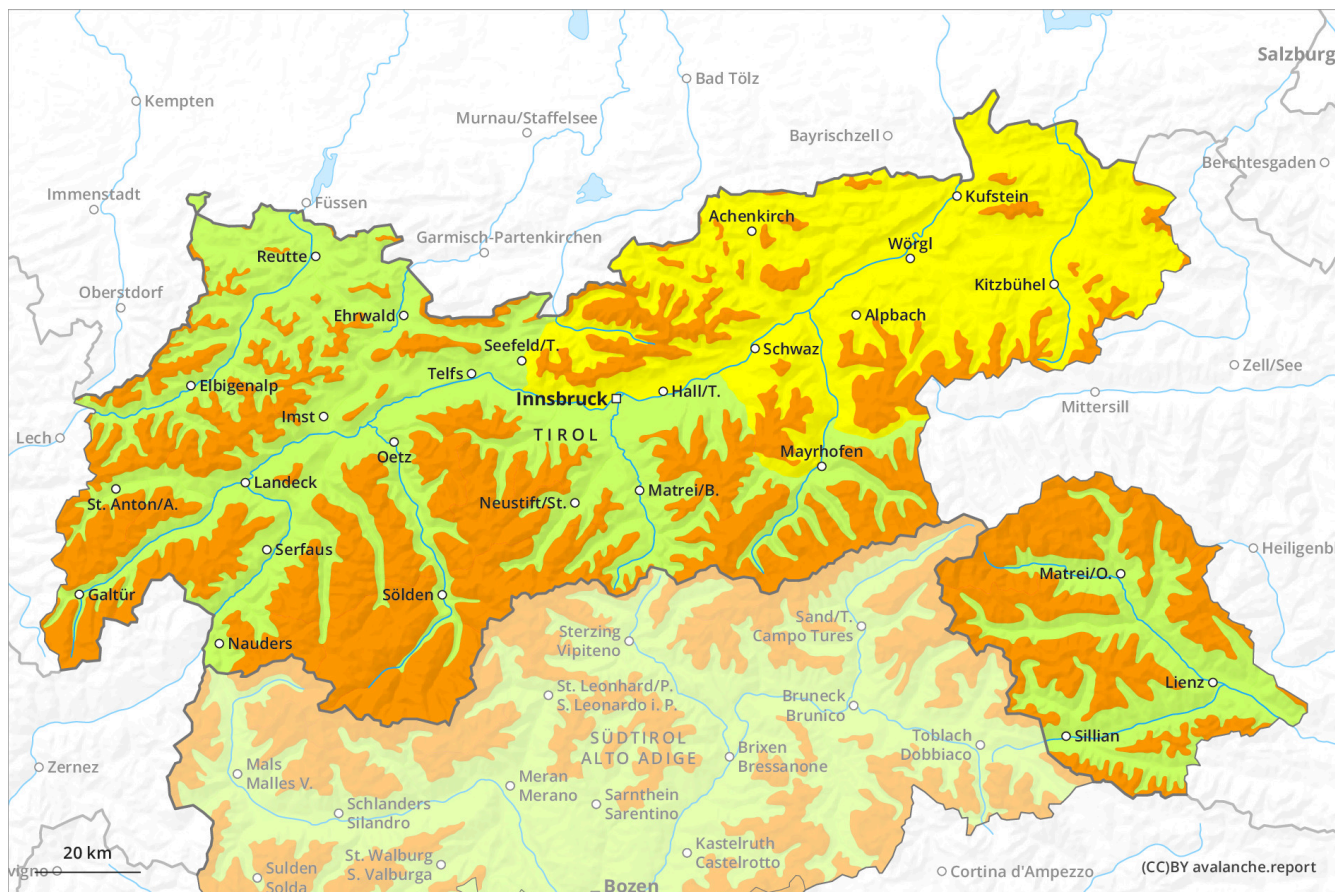 Salzburg
Bad Tölz
Kempten
Murnau/Staffelsee
Bayrischzell
Berchtesgaden
Immenstadt
Füssen
Kufstein
Achenkirch
Garmisch-Partenkirchen
Wörgl
Reutte
Kitzbühel
Oberstdorf
Ehrwald
Alpbach
Seefeld/T.
Schwaz
Zell/See
Telfs
Elbigenalp
Hall/T.
Innsbruck
Mittersill
Imst
TIROL
Lech
Oetz
Mayrhofen
Landeck
Matrei/B.
St. Anton/A.
Neustift/St.
Serfaus
Heiligenb
Matrei/O.
Galtür
Sölden
Sand/T.
Campo Tures
Sterzing
Vipiteno
Nauders
Lienz
St. Leonhard/P.
S. Leonardo i. P.
Bruneck
Brunico
Sillian
SÜDTIROL
ALTO ADIGE
Toblach
Dobbiaco
Brixen
Bressanone
Zernez
Mals
Malles V.
Meran
Merano
Sarnthein
Sarentino
Schlanders
Silandro
Kastelruth
Castelrotto
20 km
St. Walburg
S. Valburga
vigno
Sulden
Solda
Cortina d'Ampezzo
(CC)BY avalanche.report
Bozen